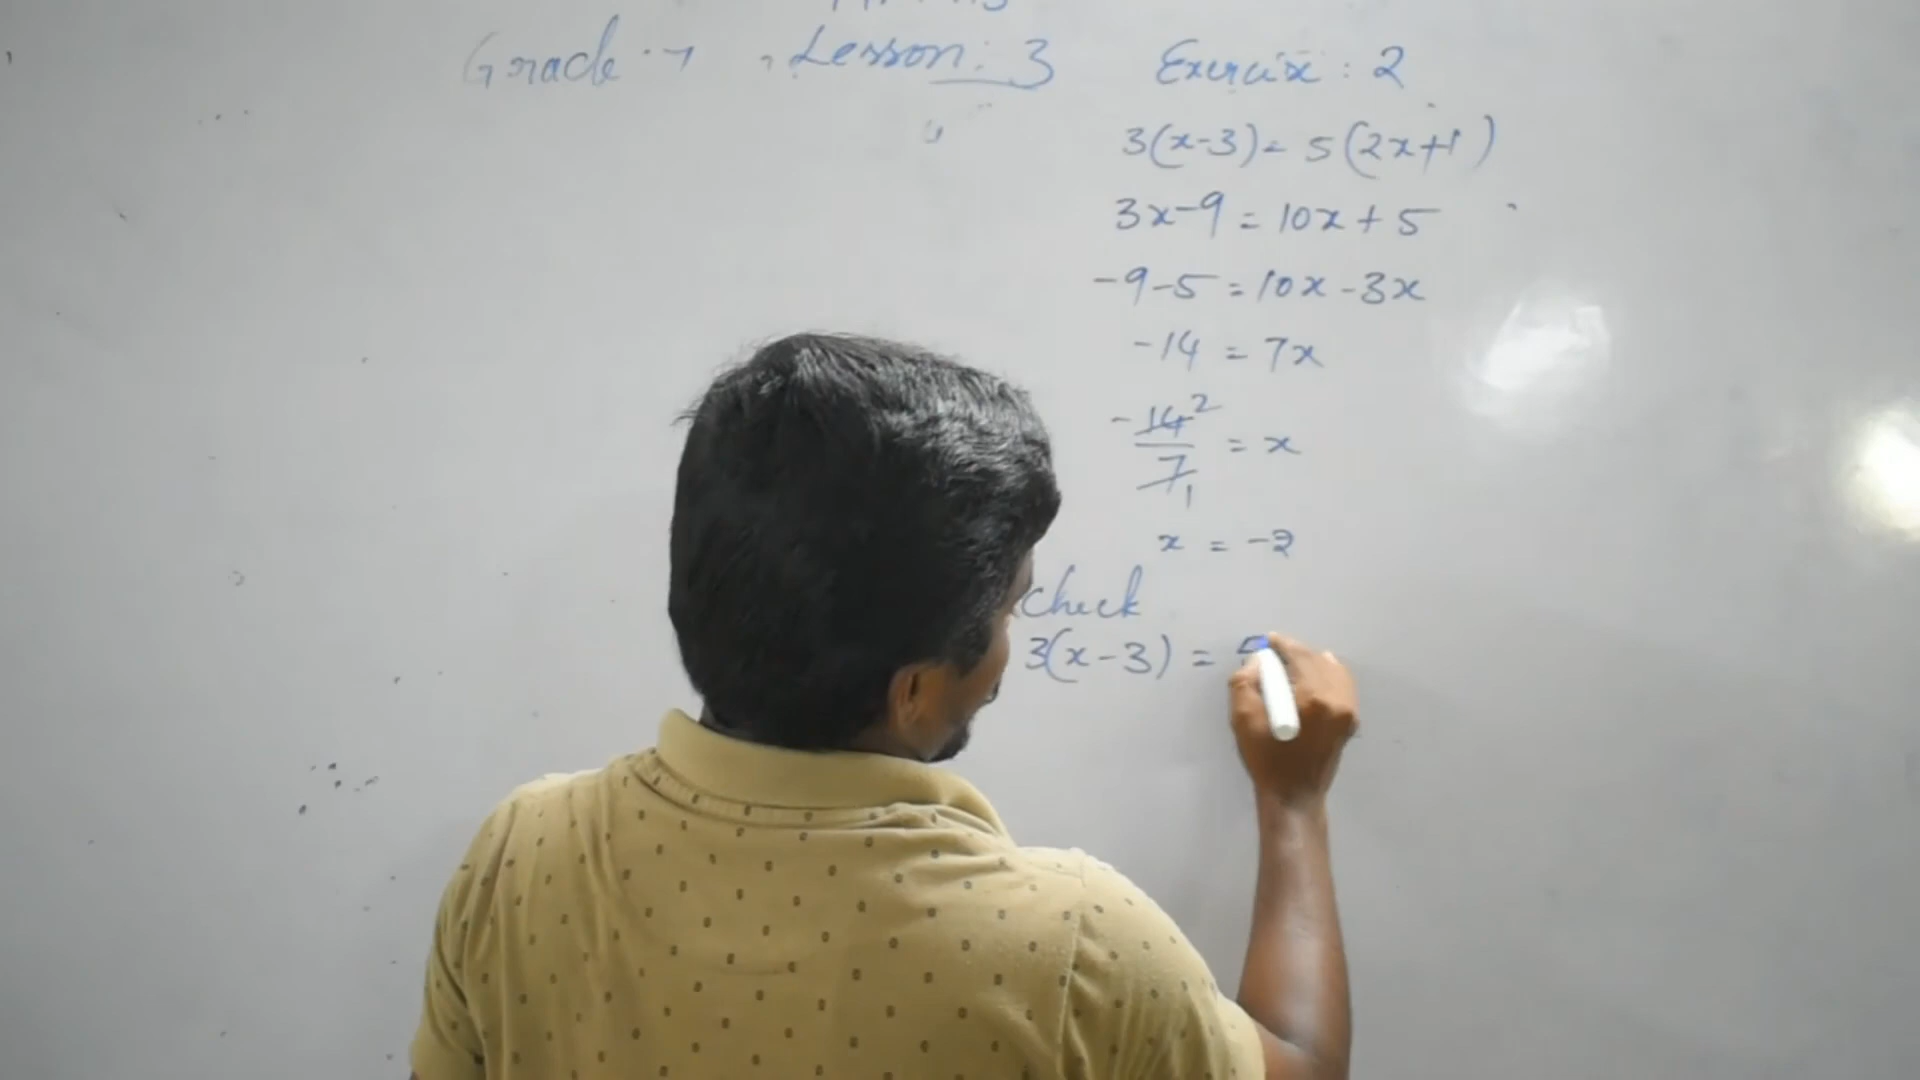 Grade - 7, Lesson: 3 Exercise: 2
3(x-3) = 5(2x+1)
3x-9 = 10x + 5
-9-5 = 10x - 3x
-14 = 7x
-14/7 = x
x = -2
Check
3(x-3) = 5